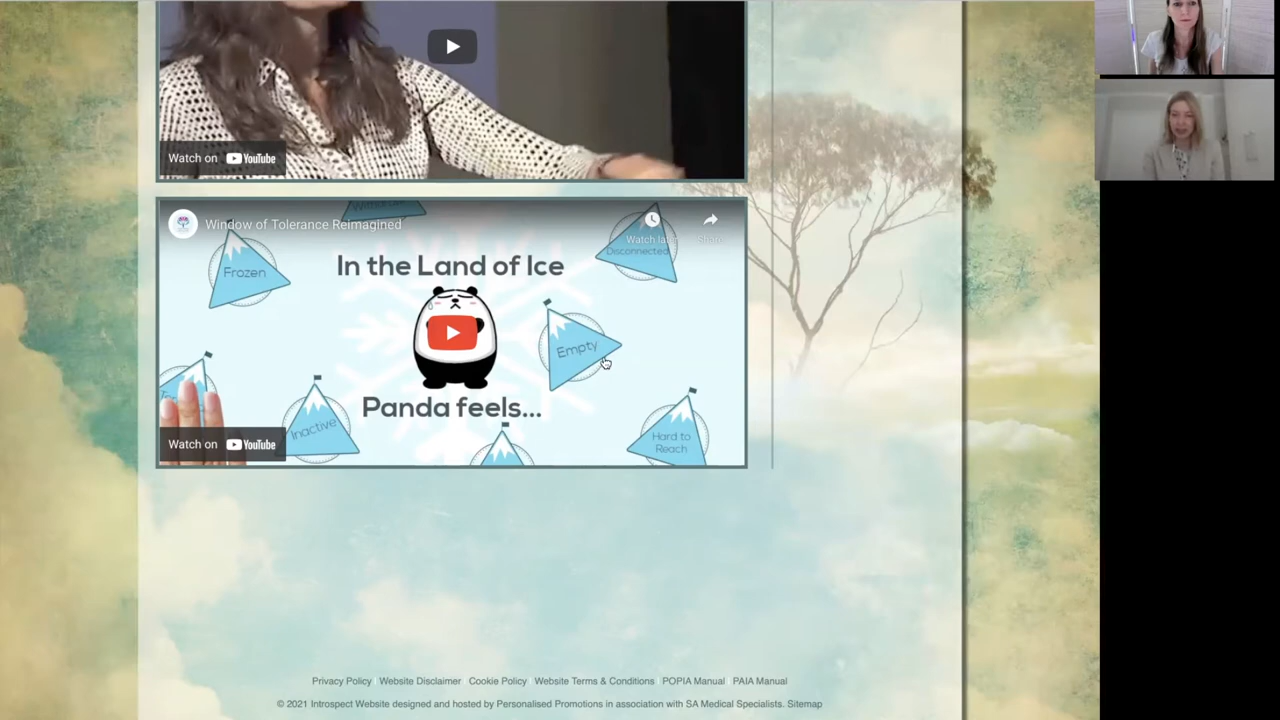 Watch on YouTube
Window of Tolerance Reimagined
Watch later
Share
Disconnected
Frozen
In the Land of Ice
Empty
Panda feels...
Inactive
Hard to
Reach
Watch on YouTube
Privacy Policy | Website Disclaimer | Cookie Policy | Website Terms & Conditions | POPIA Manual | PAIA Manual
© 2021 Introspect Website designed and hosted by Personalised Promotions in association with SA Medical Specialists. Sitemap